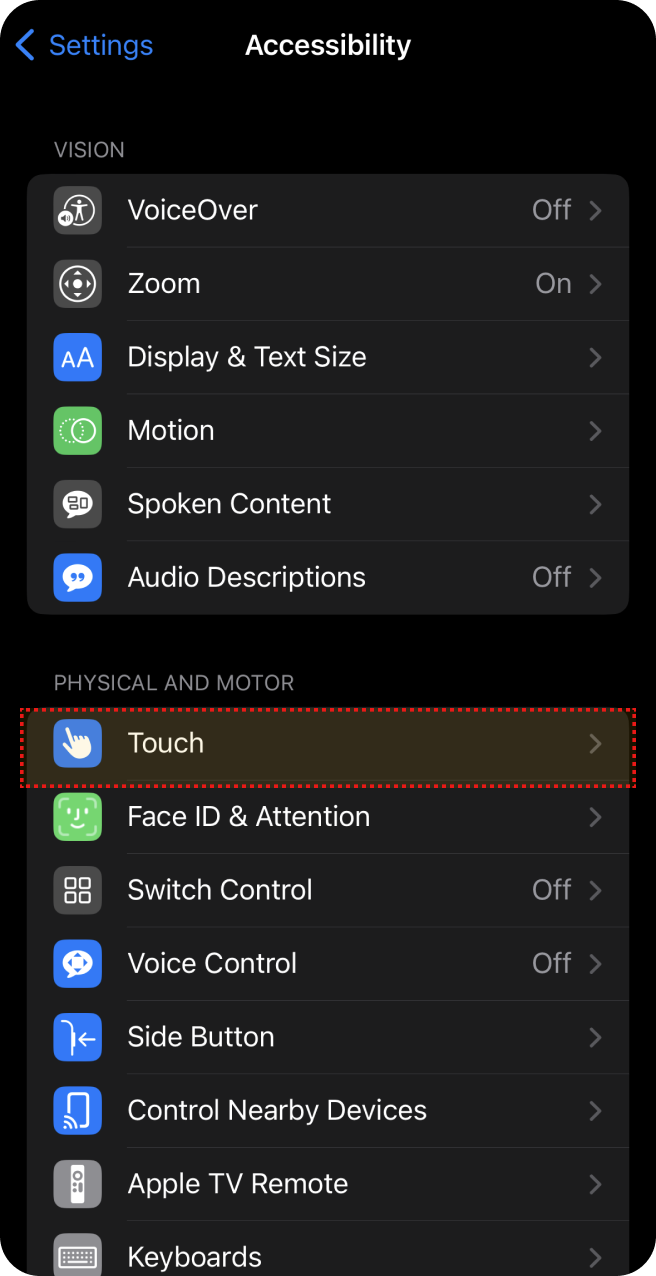 Settings Accessibility
VISION
VoiceOver Off
Zoom On
AA Display & Text Size
Motion
Spoken Content
Audio Descriptions Off
PHYSICAL AND MOTOR
Touch
Face ID & Attention
Switch Control Off
Voice Control Off
Side Button
Control Nearby Devices
Apple TV Remote
Keyboards